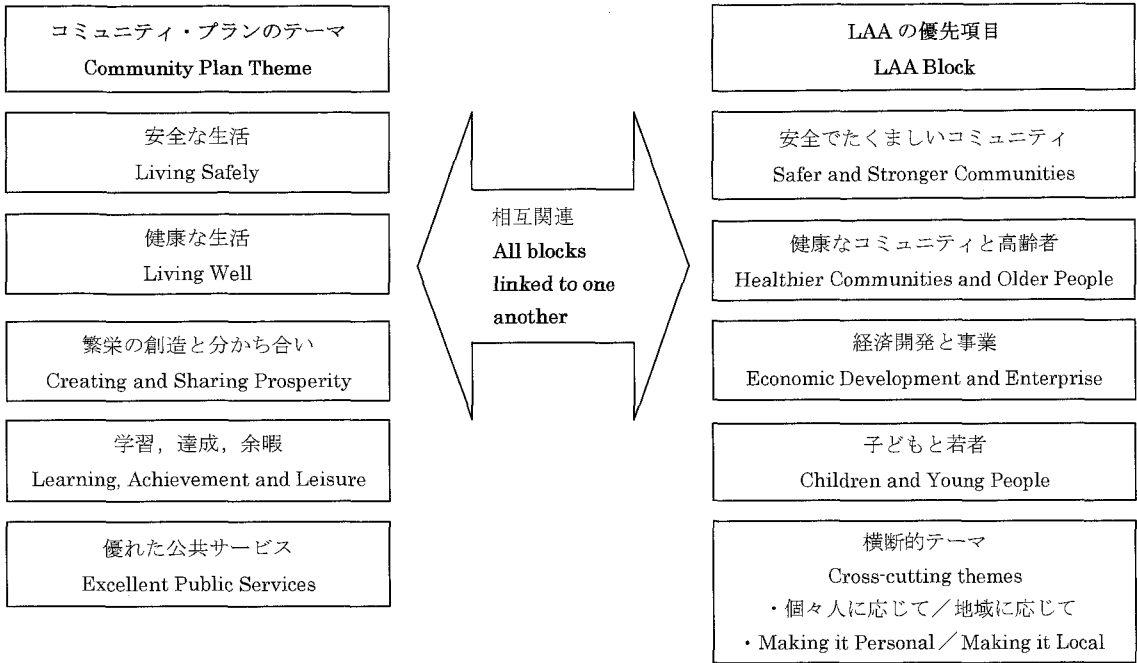 コミュニティ・プランのテーマ
Community Plan Theme
安全な生活
Living Safely
健康な生活
Living Well
繁栄の創造と分かち合い
Creating and Sharing Prosperity
学習，達成，余暇
Learning, Achievement and Leisure
優れた公共サービス
Excellent Public Services
相互関連
All blocks
linked to one
another
LAA の優先項目
LAA Block
安全でたくましいコミュニティ
Safer and Stronger Communities
健康なコミュニティと高齢者
Healthier Communities and Older People
経済開発と事業
Economic Development and Enterprise
子どもと若者
Children and Young People
横断的テーマ
Cross-cutting themes
・個々人に応じて／地域に応じて
・Making it Personal／Making it Local